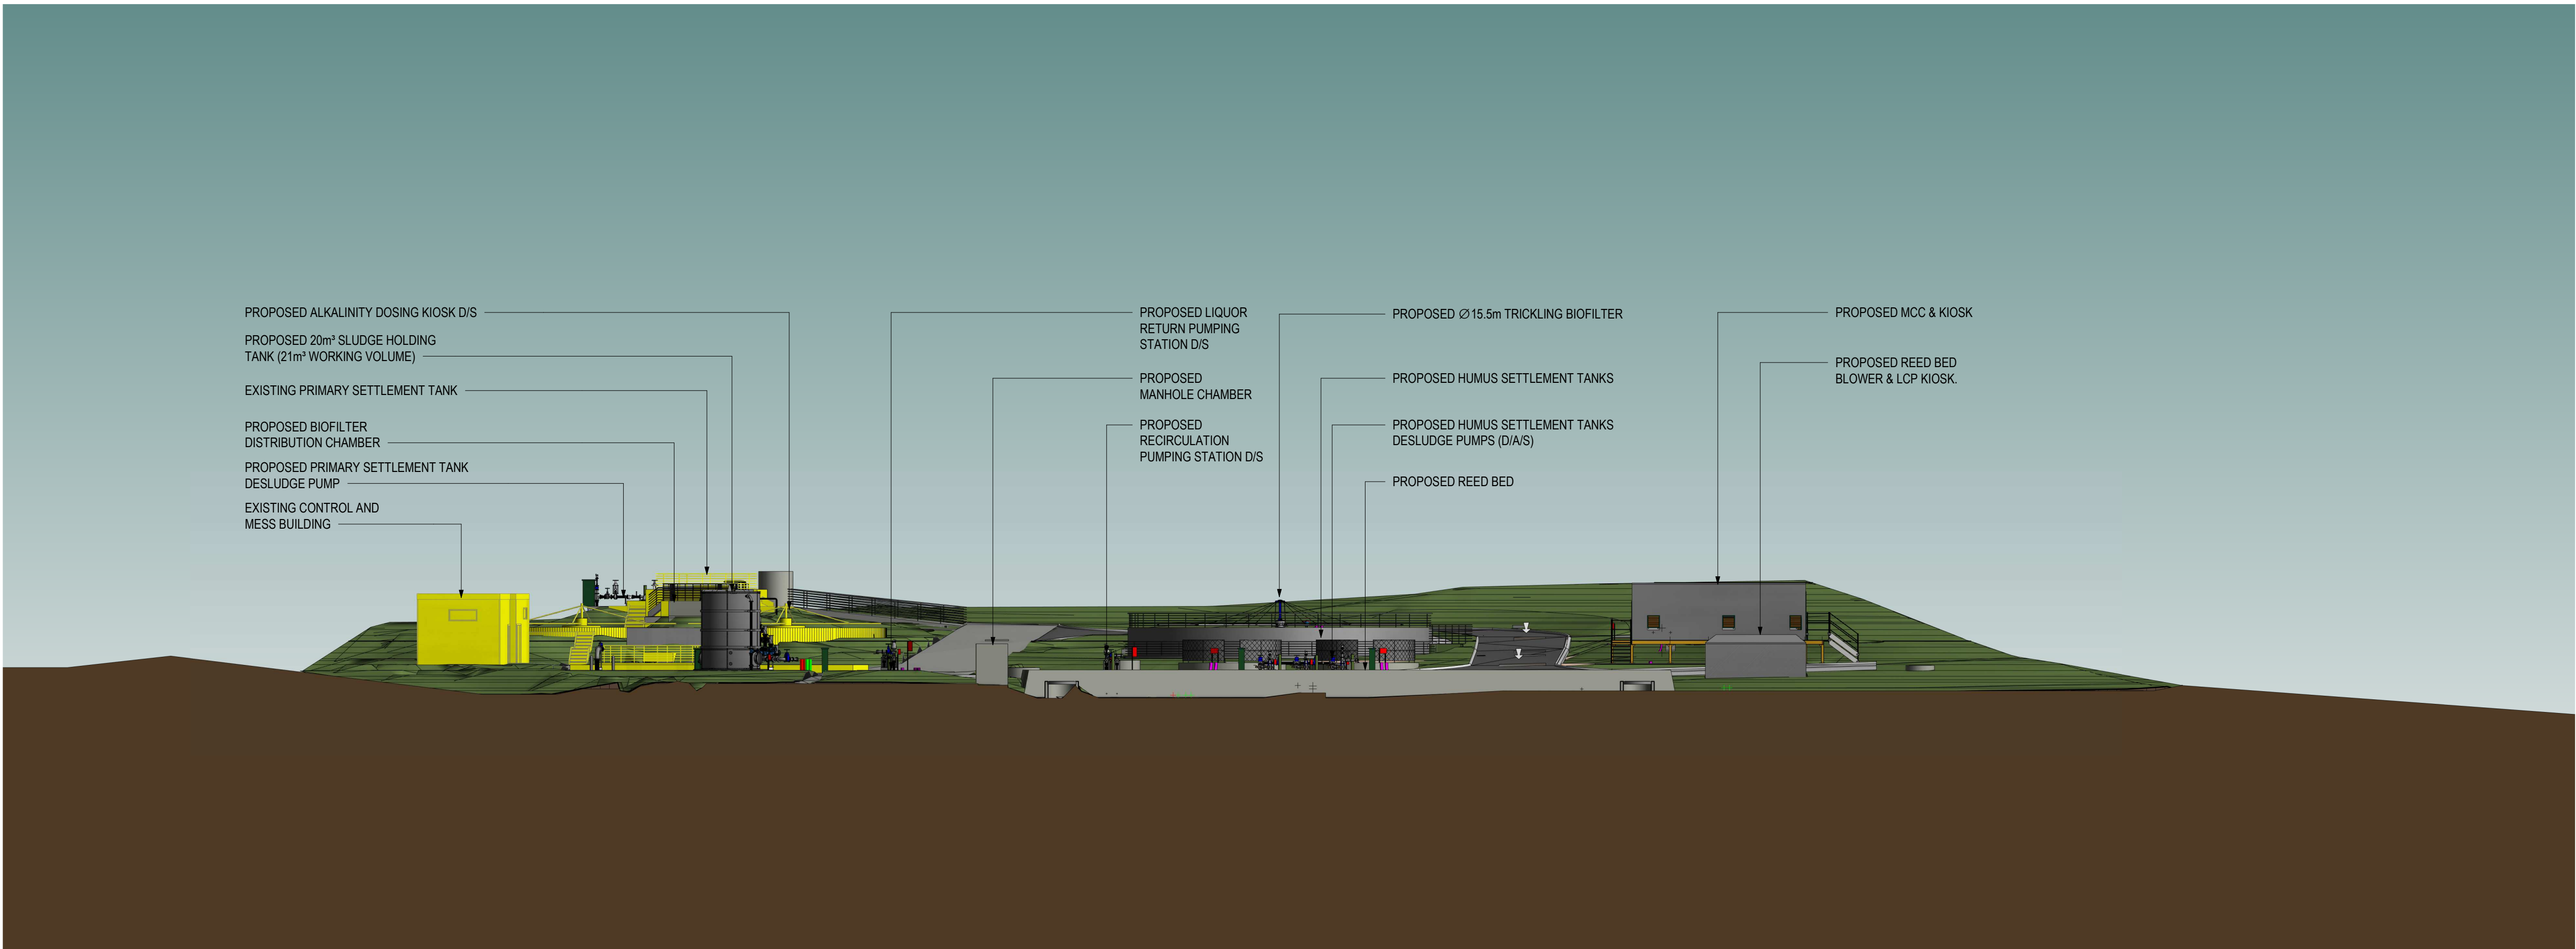 PROPOSED ALKALINITY DOSING KIOSK D/S
PROPOSED 20m³ SLUDGE HOLDING
TANK (21m³ WORKING VOLUME)
EXISTING PRIMARY SETTLEMENT TANK
PROPOSED BIOFILTER
DISTRIBUTION CHAMBER
PROPOSED PRIMARY SETTLEMENT TANK
DESLUDGE PUMP
EXISTING CONTROL AND
MESS BUILDING
PROPOSED LIQUOR
RETURN PUMPING
STATION D/S
PROPOSED
MANHOLE CHAMBER
PROPOSED
RECIRCULATION
PUMPING STATION D/S
PROPOSED Ø15.5m TRICKLING BIOFILTER
PROPOSED HUMUS SETTLEMENT TANKS
PROPOSED HUMUS SETTLEMENT TANKS
DESLUDGE PUMPS (D/A/S)
PROPOSED REED BED
PROPOSED MCC & KIOSK
PROPOSED REED BED
BLOWER & LCP KIOSK.